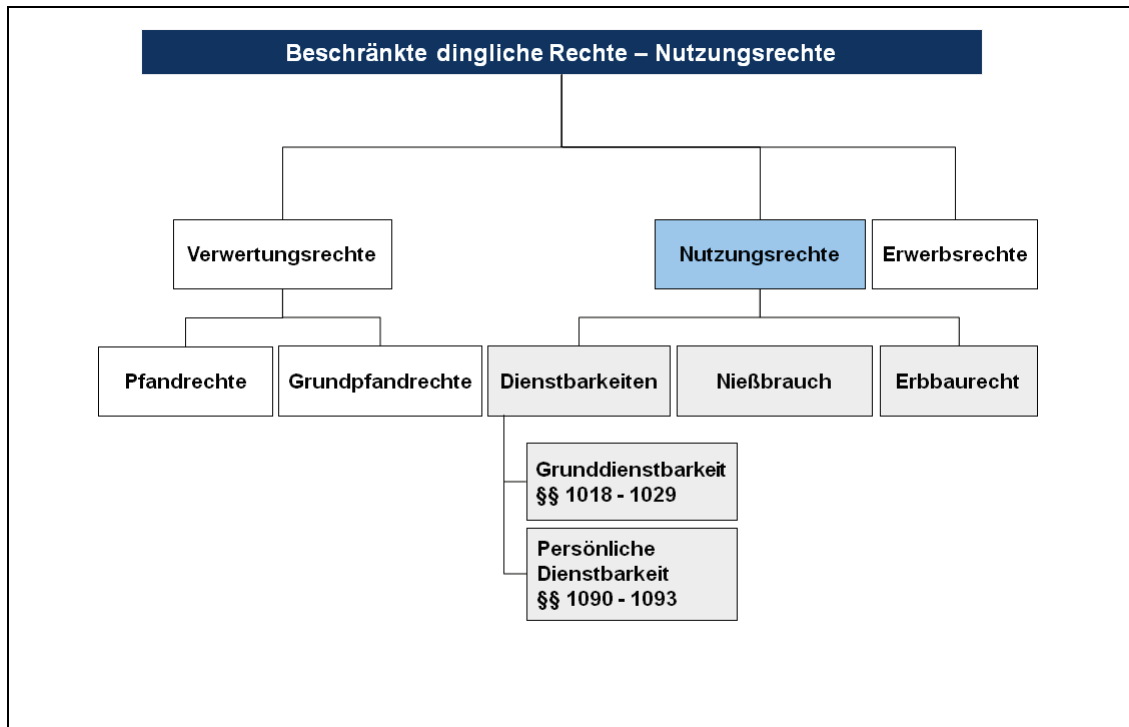 Beschränkte dingliche Rechte – Nutzungsrechte
Verwertungsrechte
Nutzungsrechte
Erwerbsrechte
Pfandrechte
Grundpfandrechte
Dienstbarkeiten
Nießbrauch
Erbbaurecht
Grunddienstbarkeit
§§ 1018 - 1029
Persönliche
Dienstbarkeit
§§ 1090 - 1093